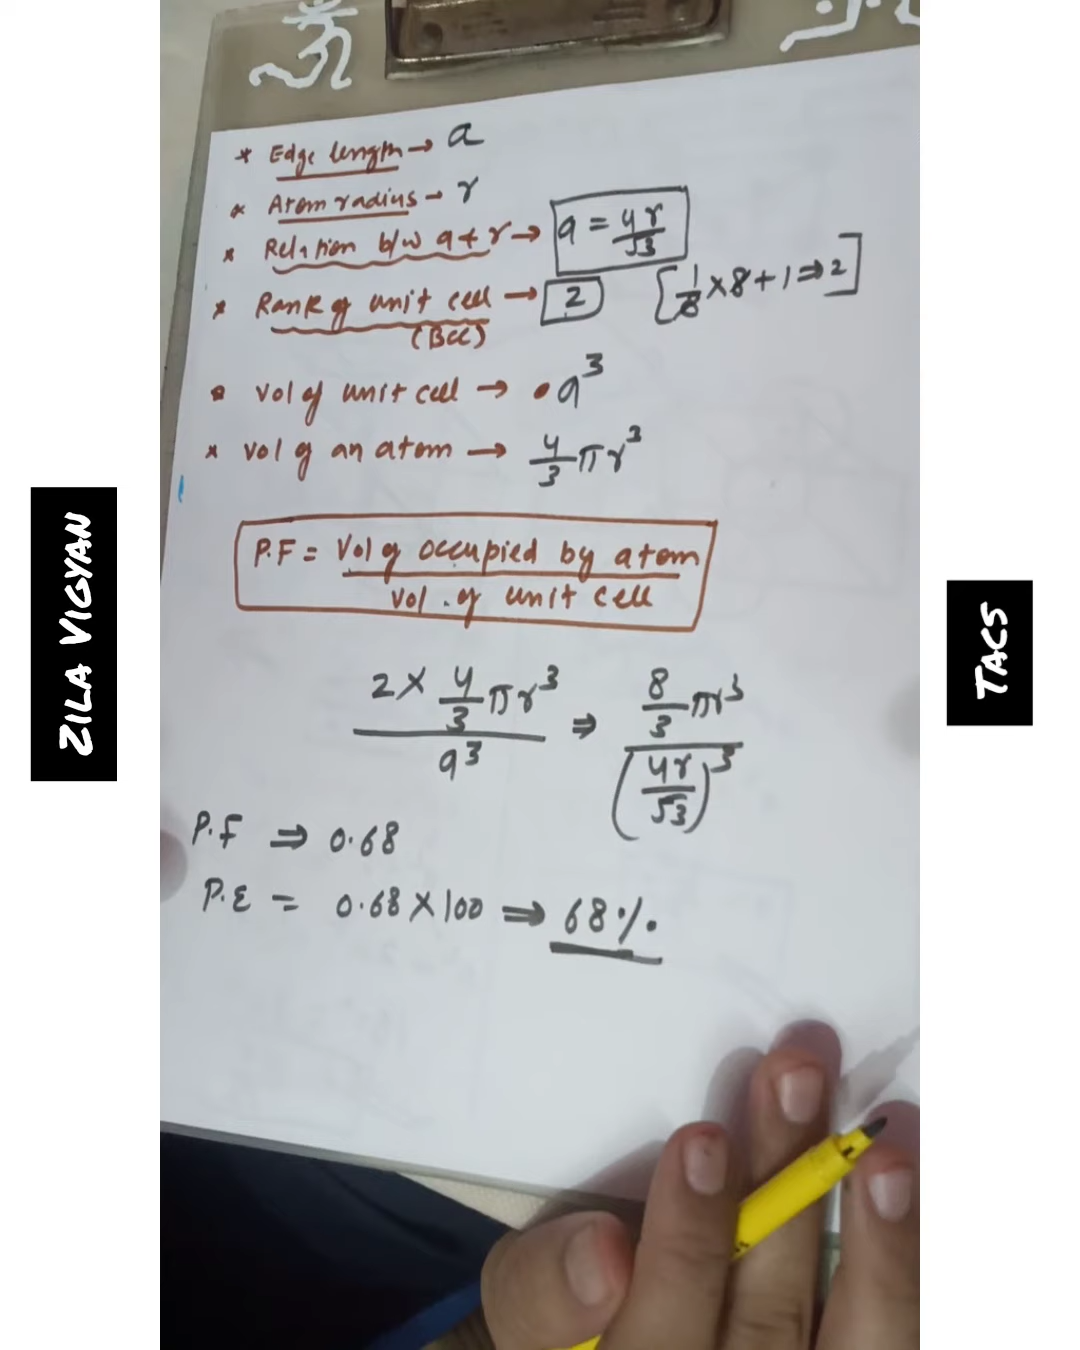 ॐ
* Edge length → a
* Atom radius → r
* Relation b/w a & r → a = 4r/√3
* Rank of unit cell → 2 [1/8 × 8 + 1 ⇒ 2]
(BCC)
* Vol of unit cell → a³
* Vol of an atom → 4/3 πr³
P.F = Vol of occupied by atom
vol. of unit cell
2 × 4/3 πr³ / a³ ⇒ 8/3 πr³ / (4r/√3)³
P.F ⇒ 0.68
P.E = 0.68 × 100 ⇒ 68%
ZILA VIGYAN
TACS